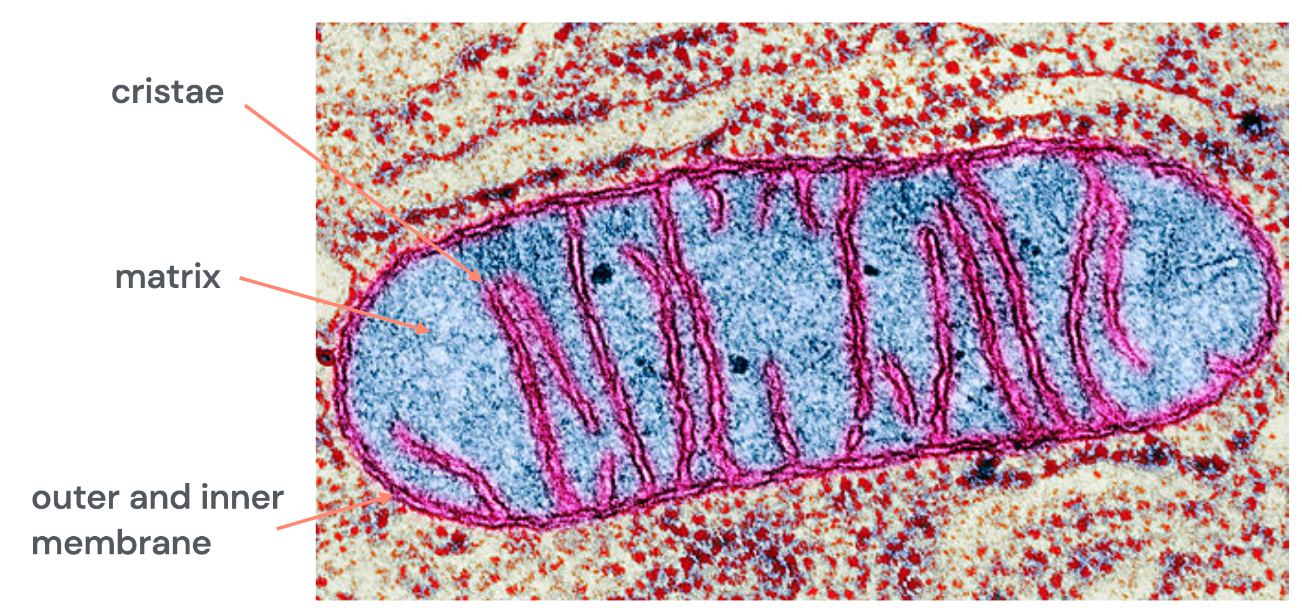 cristae
matrix
outer and inner
membrane